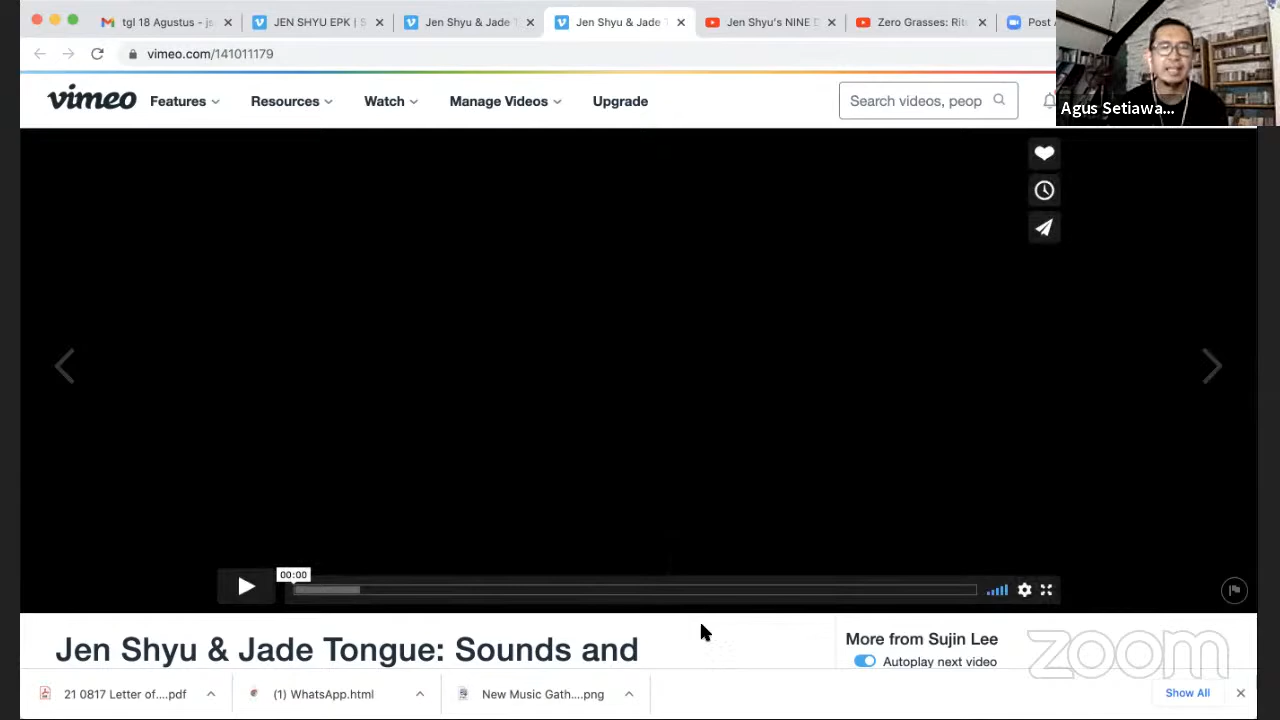 tgl 18 Agustus - js
JEN SHYU EPK | S
Jen Shyu & Jade T
Jen Shyu & Jade T
Jen Shyu's NINE D
Zero Grasses: Rit
Post
vimeo.com/141011179
vimeo
Features
Resources
Watch
Manage Videos
Upgrade
Search videos, peop
Agus Setiawa...
00:00
Jen Shyu & Jade Tongue: Sounds and
More from Sujin Lee
Autoplay next video
zoom
21 0817 Letter of....pdf
(1) WhatsApp.html
New Music Gath....png
Show All